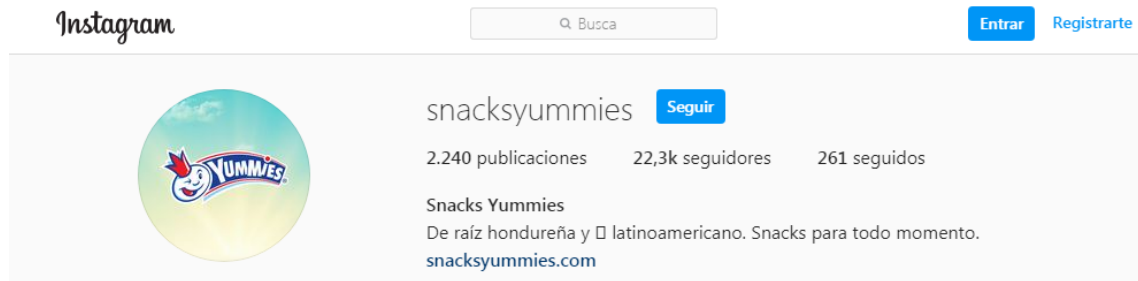 Instagram
Busca
Entrar
Registrarte
snacksyummies
Seguir
2.240 publicaciones 22,3k seguidores 261 seguidos
YUMMIES
Snacks Yummies
De raíz hondureña y ▯ latinoamericano. Snacks para todo momento.
snacksyummies.com